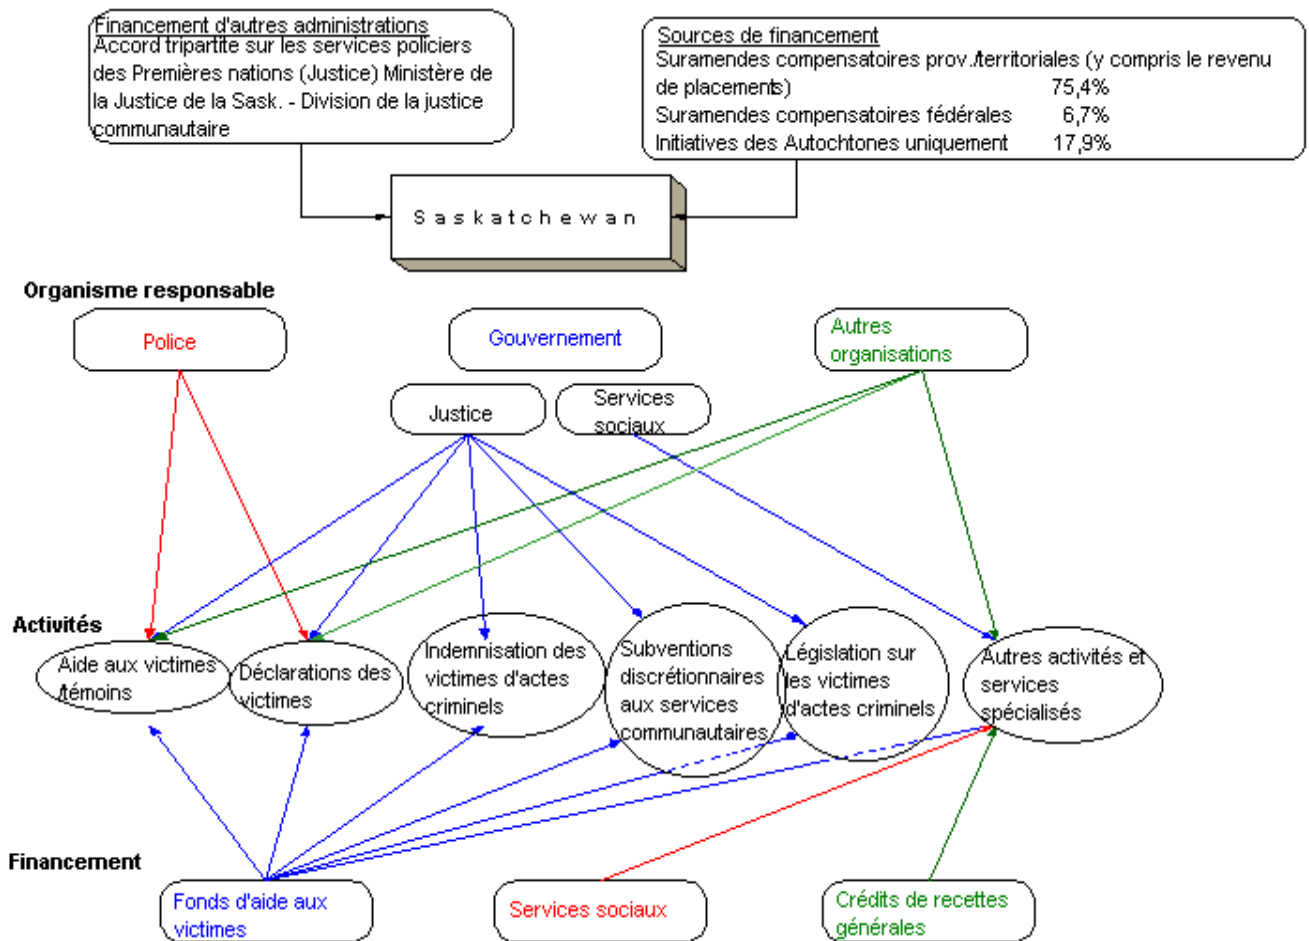 Financement d'autres administrations
Accord tripartite sur les services policiers
des Premières nations (Justice) Ministère de
la Justice de la Sask. - Division de la justice
communautaire
Sources de financement
Suramendes compensatoires prov./territoriales (y compris le revenu
de placements) 75,4%
Suramendes compensatoires fédérales 6,7%
Initiatives des Autochtones uniquement 17,9%
Saskatchewan
Organisme responsable
Police
Gouvernement
Autres
organisations
Justice
Services
sociaux
Activités
Aide aux victimes
/témoins
Déclarations des
victimes
Indemnisation des
victimes d'actes
criminels
Subventions
discrétionnaires
aux services
communautaires
Législation sur
les victimes
d'actes criminels
Autres activités et
services
spécialisés
Financement
Fonds d'aide aux
victimes
Services sociaux
Crédits de recettes
générales